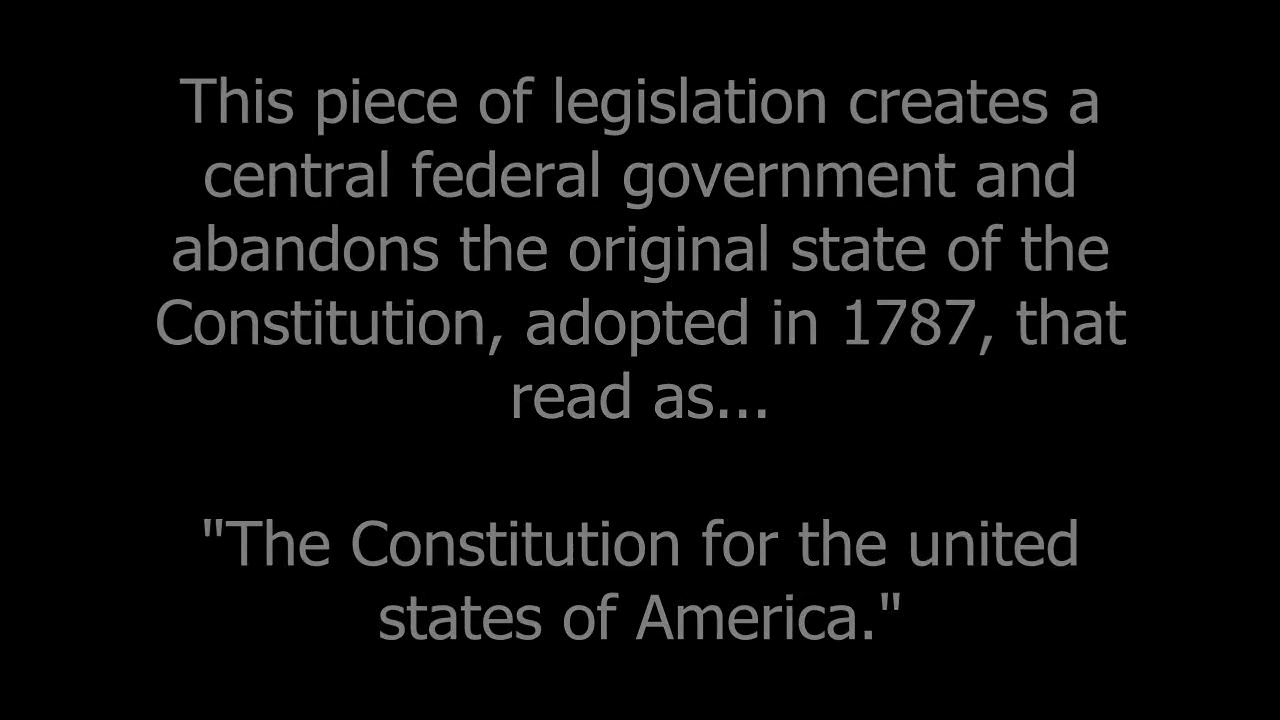 This piece of legislation creates a
central federal government and
abandons the original state of the
Constitution, adopted in 1787, that
read as...
"The Constitution for the united
states of America."